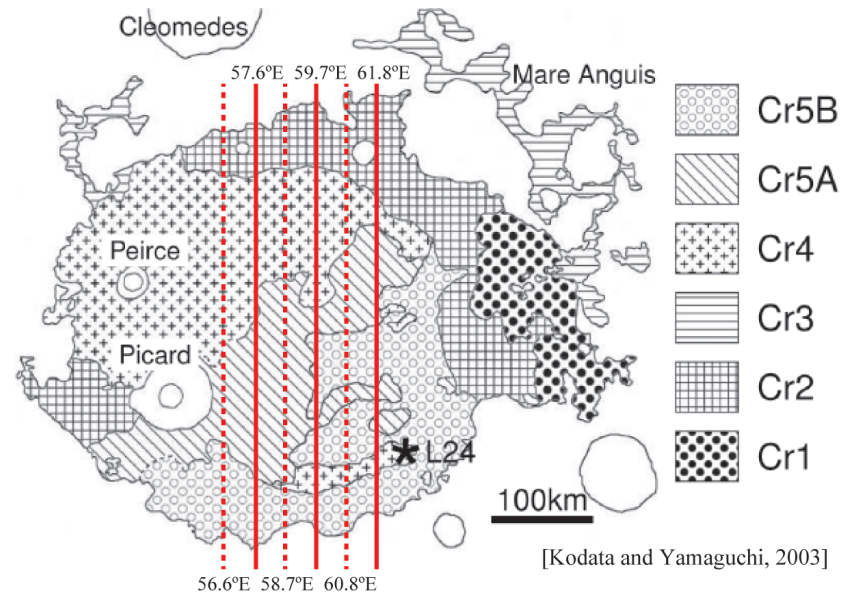 Cleomedes
57.6ºE 59.7ºE 61.8ºE
Mare Anguis
Cr5B
Cr5A
Peirce
Cr4
Cr3
Picard
Cr2
L24
Cr1
100km
[Kodata and Yamaguchi, 2003]
56.6ºE 58.7ºE 60.8ºE